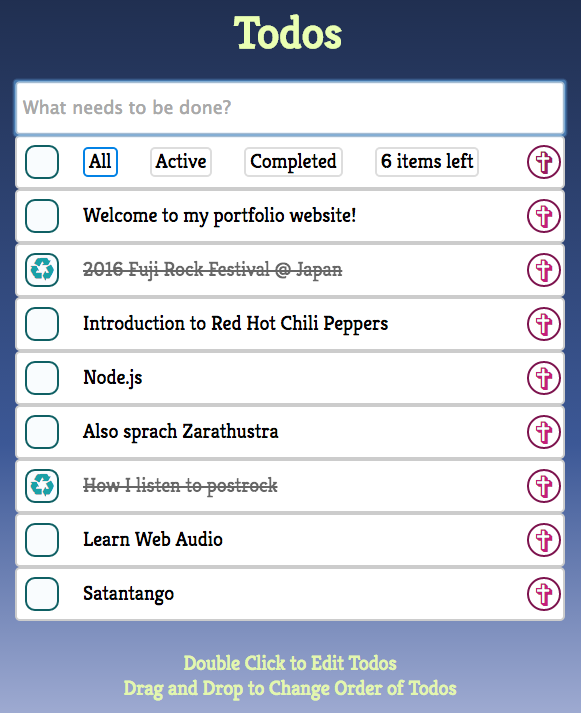 Todos
What needs to be done?
All Active Completed 6 items left
Welcome to my portfolio website!
2016 Fuji Rock Festival @ Japan
Introduction to Red Hot Chili Peppers
Node.js
Also sprach Zarathustra
How I listen to postrock
Learn Web Audio
Satantango
Double Click to Edit Todos
Drag and Drop to Change Order of Todos